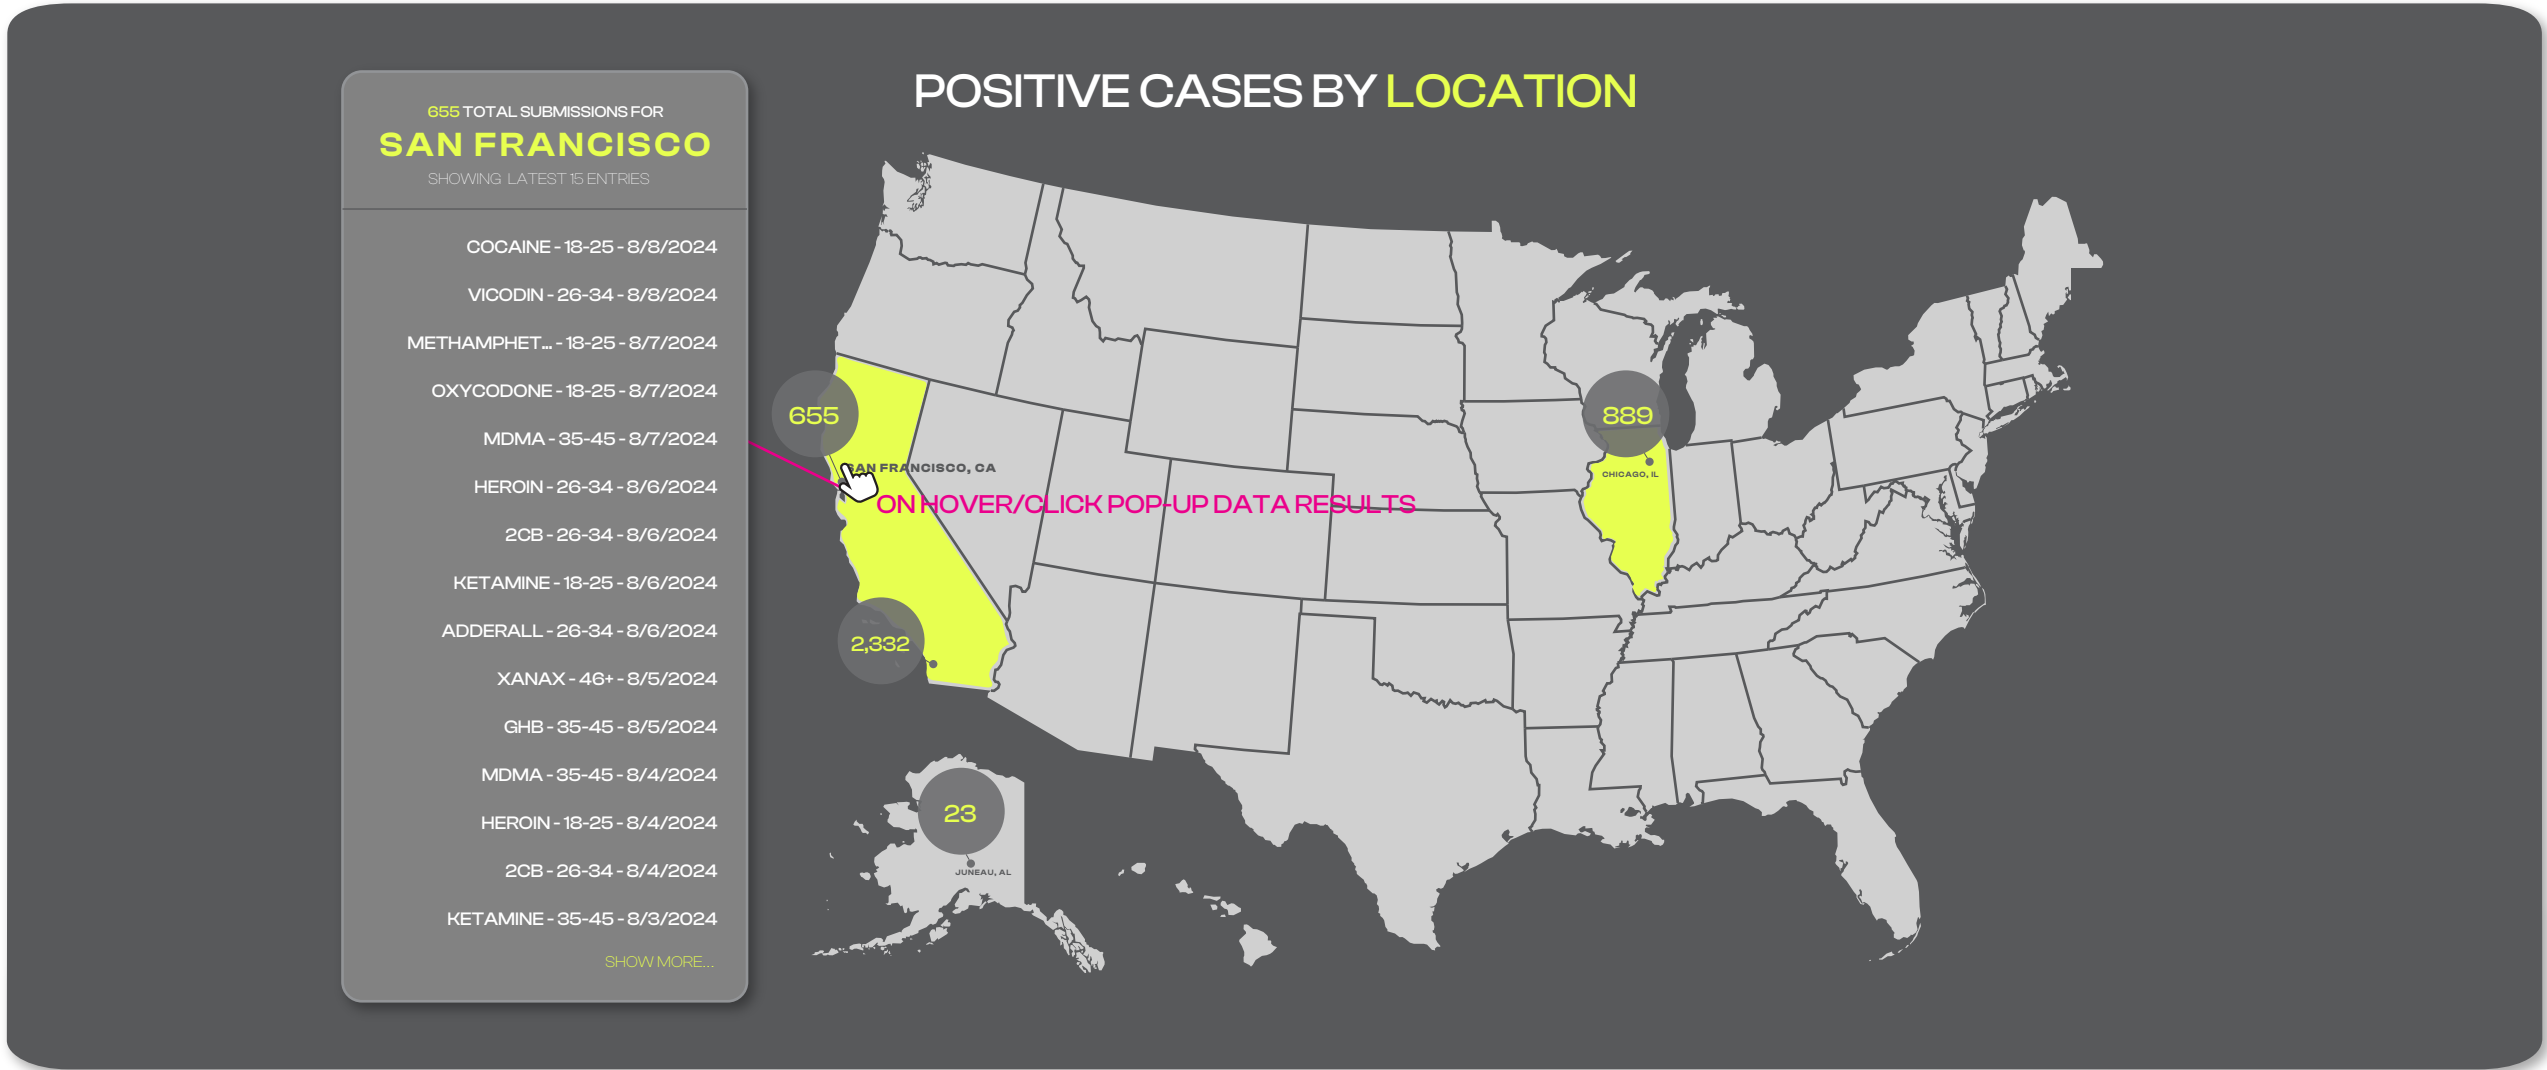 POSITIVE CASES BY LOCATION
655 TOTAL SUBMISSIONS FOR
SAN FRANCISCO
SHOWING LATEST 15 ENTRIES
COCAINE - 18-25 - 8/8/2024
VICODIN - 26-34 - 8/8/2024
METHAMPHET... - 18-25 - 8/7/2024
OXYCODONE - 18-25 - 8/7/2024
MDMA - 35-45 - 8/7/2024
HEROIN - 26-34 - 8/6/2024
2CB - 26-34 - 8/6/2024
KETAMINE - 18-25 - 8/6/2024
ADDERALL - 26-34 - 8/6/2024
XANAX - 46+ - 8/5/2024
GHB - 35-45 - 8/5/2024
MDMA - 35-45 - 8/4/2024
HEROIN - 18-25 - 8/4/2024
2CB - 26-34 - 8/4/2024
KETAMINE - 35-45 - 8/3/2024
SHOW MORE...
655
SAN FRANCISCO, CA
ON HOVER/CLICK POP-UP DATA RESULTS
889
CHICAGO, IL
2,332
23
JUNEAU, AL